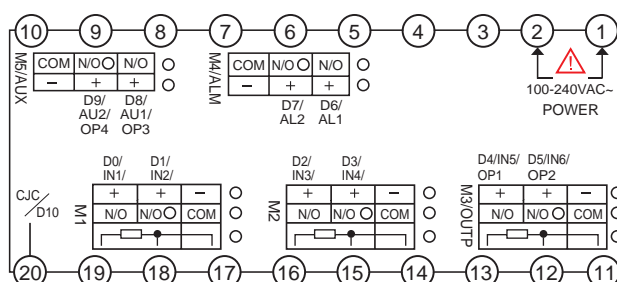 10 9 8 7 6 5 4 3 2 1
M5/AUX
COM N/O N/O
− + +
D9/ D8/
AU2/ AU1/
OP4 OP3
M4/ALM
COM N/O N/O
− + +
D7/ D6/
AL2 AL1
100-240VAC~
POWER
CJC
D10
D0/ D1/
IN1/ IN2/
M1
+ + −
N/O N/O COM
D2/ D3/
IN3/ IN4/
M2
+ + −
N/O N/O COM
D4/IN5/ D5/IN6/
OP1 OP2
M3/OUTP
+ + −
N/O N/O COM
20 19 18 17 16 15 14 13 12 11